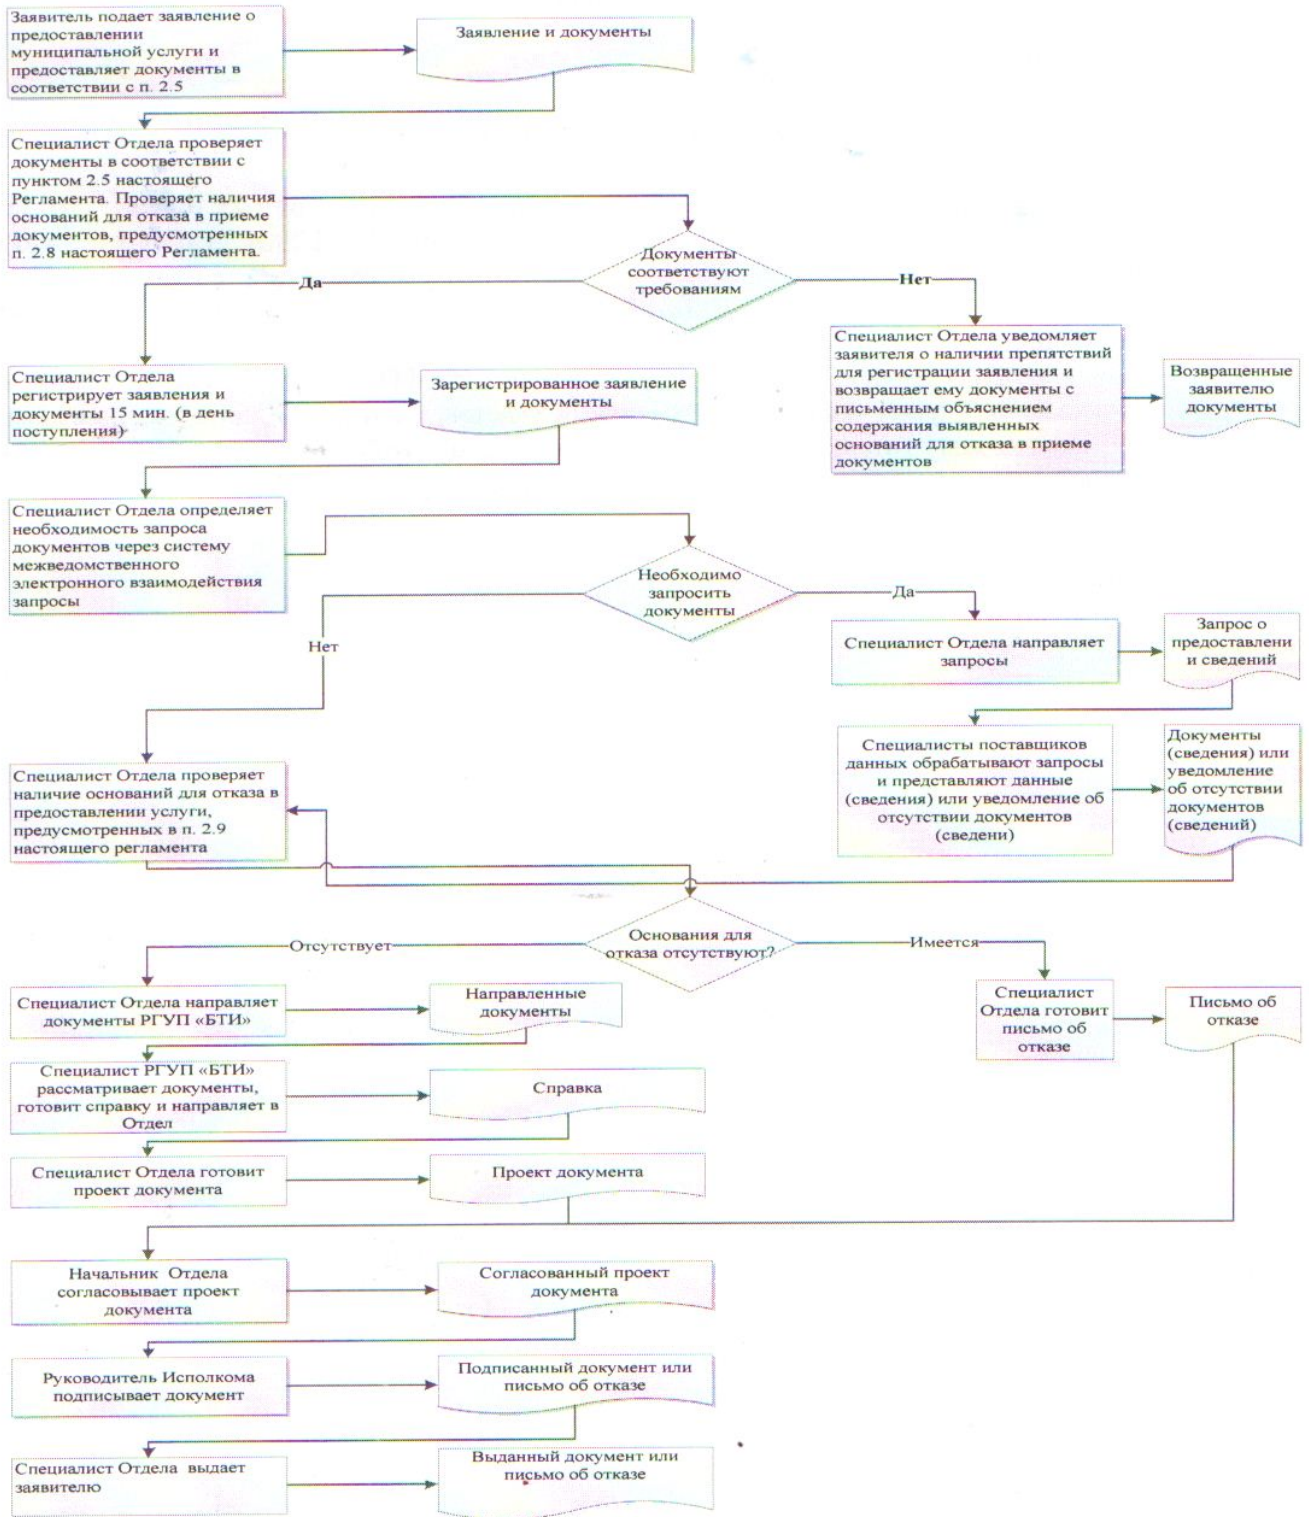 Заявитель подает заявление о
предоставлении
муниципальной услуги и
предоставляет документы в
соответствии с п. 2.5
Заявление и документы
Специалист Отдела проверяет
документы в соответствии с
пунктом 2.5 настоящего
Регламента. Проверяет наличия
оснований для отказа в приеме
документов, предусмотренных
п. 2.8 настоящего Регламента.
Документы
соответствуют
требованиям
Да
Нет
Специалист Отдела
регистрирует заявления и
документы 15 мин. (в день
поступления)
Зарегистрированное заявление
и документы
Специалист Отдела уведомляет
заявителя о наличии препятствий
для регистрации заявления и
возвращает ему документы с
письменным объяснением
содержания выявленных
оснований для отказа в приеме
документов
Возвращенные
заявителю
документы
Специалист Отдела определяет
необходимость запроса
документов через систему
межведомственного
электронного взаимодействия
запросы
Необходимо
запросить
документы
Да
Нет
Специалист Отдела направляет
запросы
Запрос о
предоставлени
и сведений
Специалисты поставщиков
данных обрабатывают запросы
и представляют данные
(сведения) или уведомление об
отсутствии документов
(сведени)
Документы
(сведения) или
уведомление
об отсутствии
документов
(сведений)
Специалист Отдела проверяет
наличие оснований для отказа в
предоставлении услуги,
предусмотренных в п. 2.9
настоящего регламента
Основания для
отказа отсутствуют?
Отсутствует
Имеется
Специалист Отдела направляет
документы РГУП «БТИ»
Направленные
документы
Специалист
Отдела готовит
письмо об
отказе
Письмо об
отказе
Специалист РГУП «БТИ»
рассматривает документы,
готовит справку и направляет в
Отдел
Справка
Специалист Отдела готовит
проект документа
Проект документа
Начальник Отдела
согласовывает проект
документа
Согласованный проект
документа
Руководитель Исполкома
подписывает документ
Подписанный документ или
письмо об отказе
Специалист Отдела выдает
заявителю
Выданный документ или
письмо об отказе